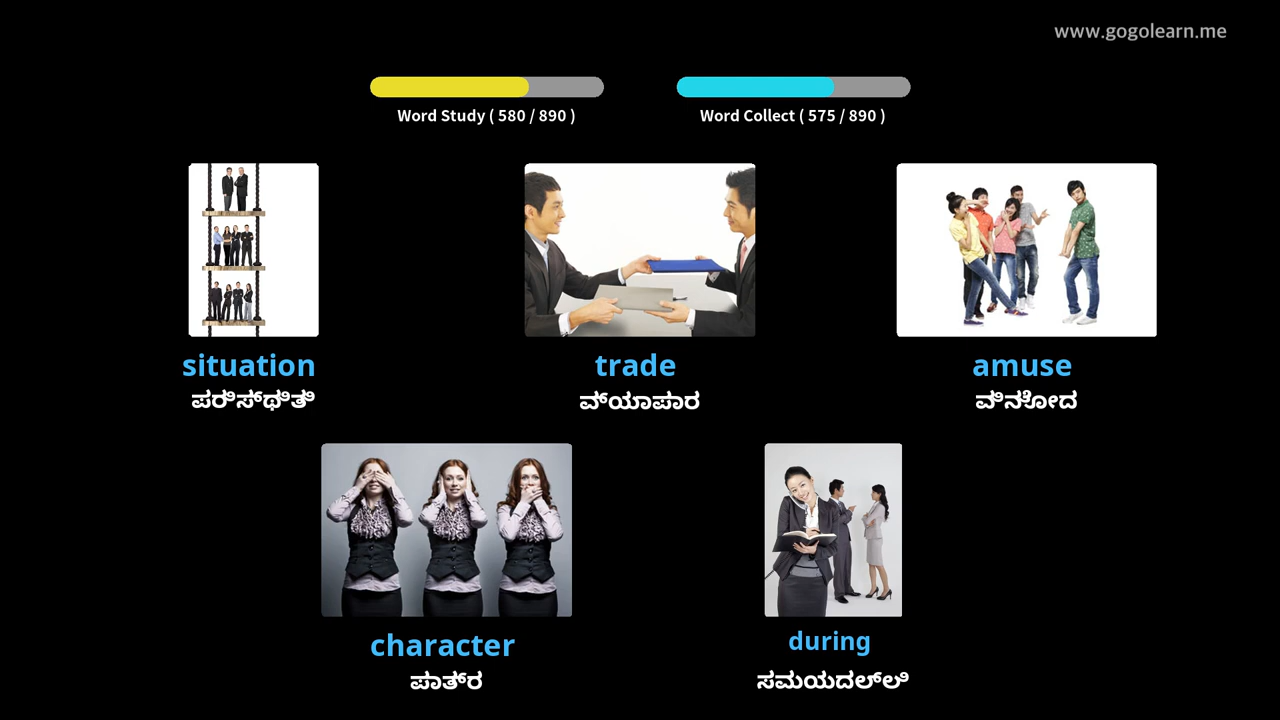 www.gogolearn.me
Word Study ( 580 / 890 )
Word Collect ( 575 / 890 )
situation
ಪರಿಸ್ಥಿತಿ
trade
ವ್ಯಾಪಾರ
amuse
ವಿನೋದ
character
ಪಾತ್ರ
during
ಸಮಯದಲ್ಲಿ